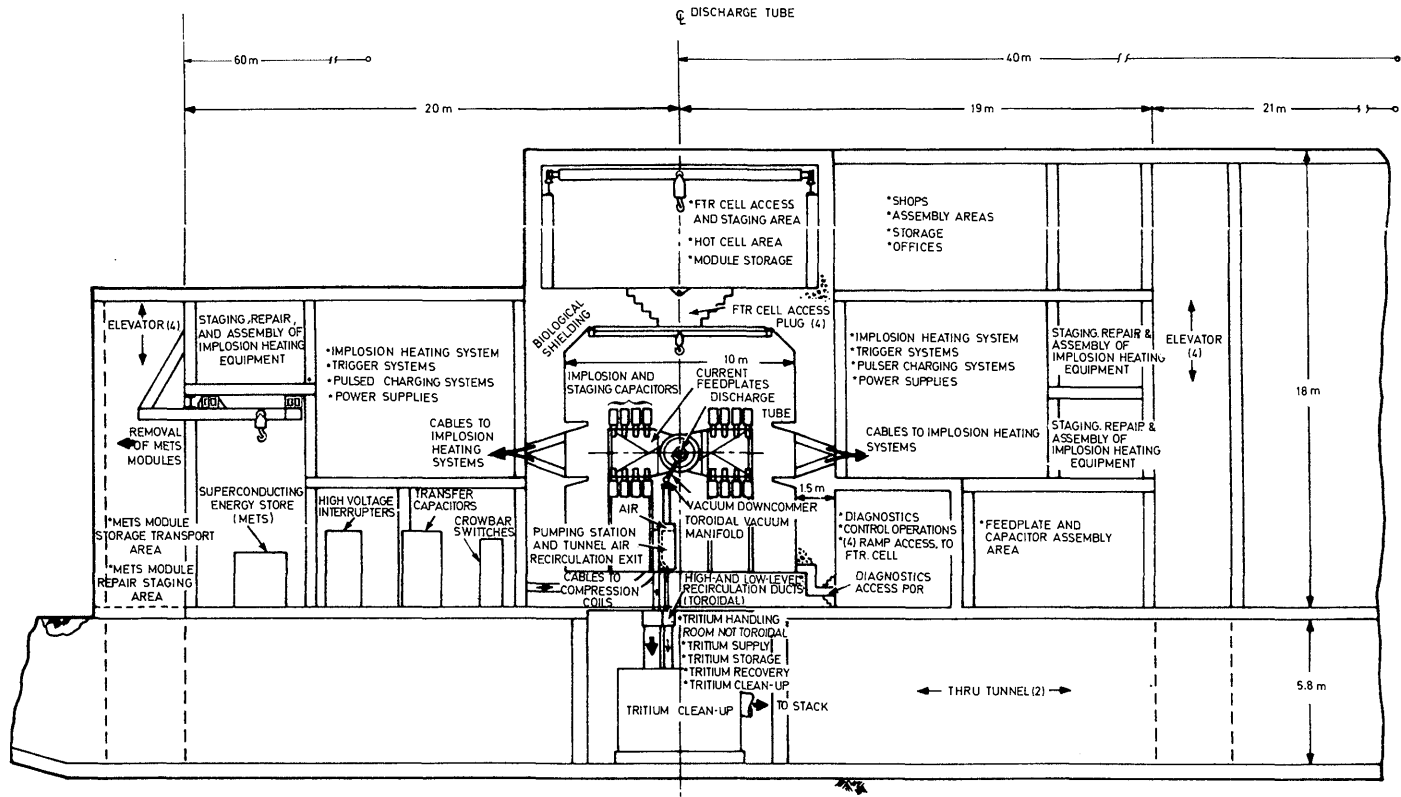 ℄ DISCHARGE TUBE
60m
40m
20m
19m
21m
*FTR CELL ACCESS
AND STAGING AREA
*HOT CELL AREA
*MODULE STORAGE
*SHOPS
*ASSEMBLY AREAS
*STORAGE
*OFFICES
18m
ELEVATOR (4)
STAGING, REPAIR,
AND ASSEMBLY OF
IMPLOSION HEATING
EQUIPMENT
*IMPLOSION HEATING SYSTEM
*TRIGGER SYSTEMS
*PULSED CHARGING SYSTEMS
*POWER SUPPLIES
BIOLOGICAL
SHIELDING
FTR CELL ACCESS
PLUG (4)
10 m
IMPLOSION AND
STAGING CAPACITORS
CURRENT
FEEDPLATES
DISCHARGE
TUBE
*IMPLOSION HEATING SYSTEM
*TRIGGER SYSTEMS
*PULSER CHARGING SYSTEMS
*POWER SUPPLIES
STAGING, REPAIR &
ASSEMBLY OF
IMPLOSION HEATING
EQUIPMENT
ELEVATOR
(4)
REMOVAL
OF METS
MODULES
CABLES TO
IMPLOSION
HEATING
SYSTEMS
CABLES TO IMPLOSION HEATING
SYSTEMS
STAGING, REPAIR &
ASSEMBLY OF
IMPLOSION HEATING
EQUIPMENT
SUPERCONDUCTING
ENERGY STORE
(METS)
HIGH VOLTAGE
INTERRUPTERS
TRANSFER
CAPACITORS
CROWBAR
SWITTCHES
1.5 m
*METS MODULE
STORAGE TRANSPORT
AREA
*METS MODULE
REPAIR STAGING
AREA
AIR
VACUUM DOWNCOMMER
TOROIDAL VACUUM
MANIFOLD
PUMPING STATION
AND TUNNEL AIR
RECIRCULATION EXIT
*DIAGNOSTICS
*CONTROL OPERATIONS
*(4) RAMP ACCESS, TO
FTR. CELL
*FEEDPLATE AND
CAPACITOR ASSEMBLY
AREA
CABLES TO
COMPRESSION
COILS
HIGH-AND LOW-LEVEL
RECIRCULATION DUCTS
(TOROIDAL)
DIAGNOSTICS
ACCESS POR
*TRITIUM HANDLING
ROOM NOT TOROIDAL
*TRITIUM SUPPLY
*TRITIUM STORAGE
*TRITIUM RECOVERY
*TRITIUM CLEAN-UP
TRITIUM CLEAN-UP
TO STACK
THRU TUNNEL (2)
5.8 m